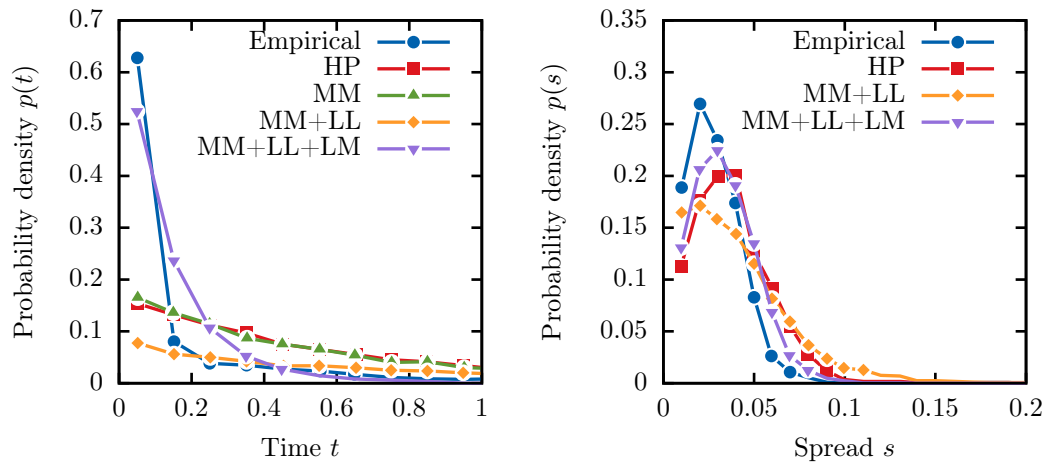 Probability density p(t)
0.7
0.6
0.5
0.4
0.3
0.2
0.1
0
Empirical
HP
MM
MM+LL
MM+LL+LM
0 0.2 0.4 0.6 0.8 1
Time t
Probability density p(s)
0.35
0.3
0.25
0.2
0.15
0.1
0.05
0
Empirical
HP
MM+LL
MM+LL+LM
0 0.05 0.1 0.15 0.2
Spread s